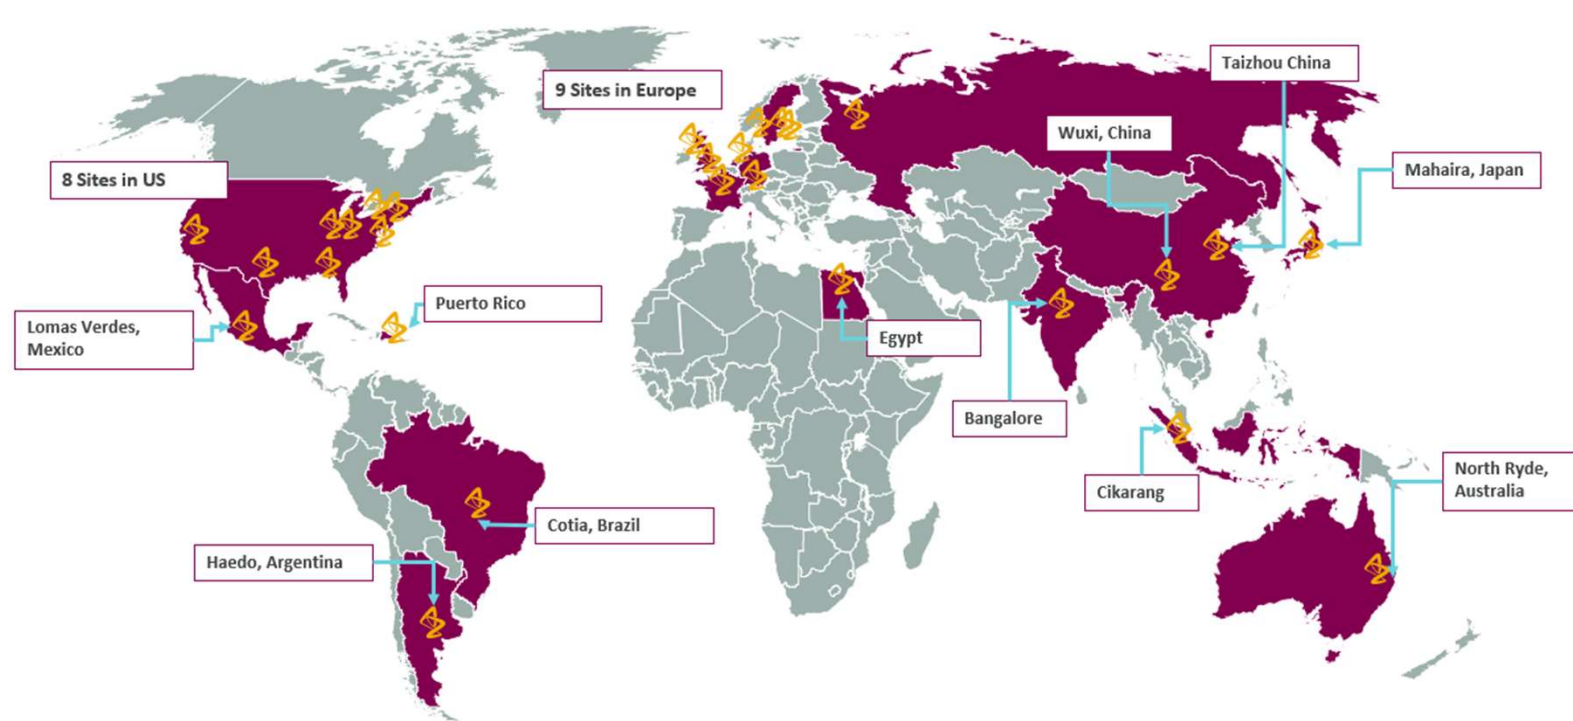 Taizhou China
9 Sites in Europe
Wuxi, China
Mahaira, Japan
8 Sites in US
Puerto Rico
Lomas Verdes,
Mexico
Egypt
Bangalore
North Ryde,
Australia
Cikarang
Cotia, Brazil
Haedo, Argentina